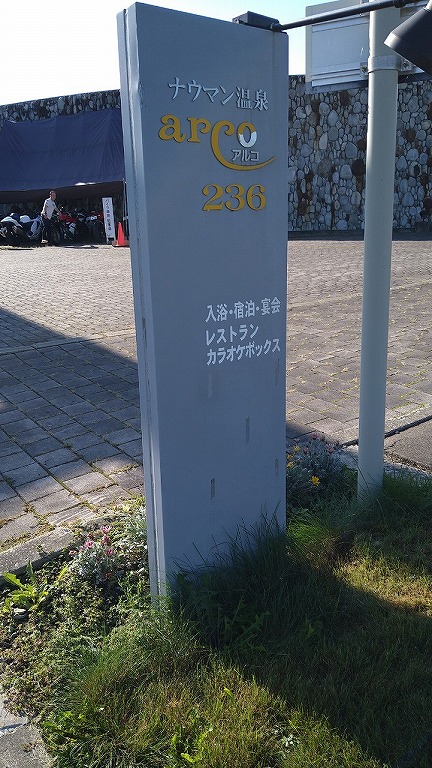 ナウマン温泉
arco
アルコ
236
入浴・宿泊・宴会
レストラン
カラオケボックス